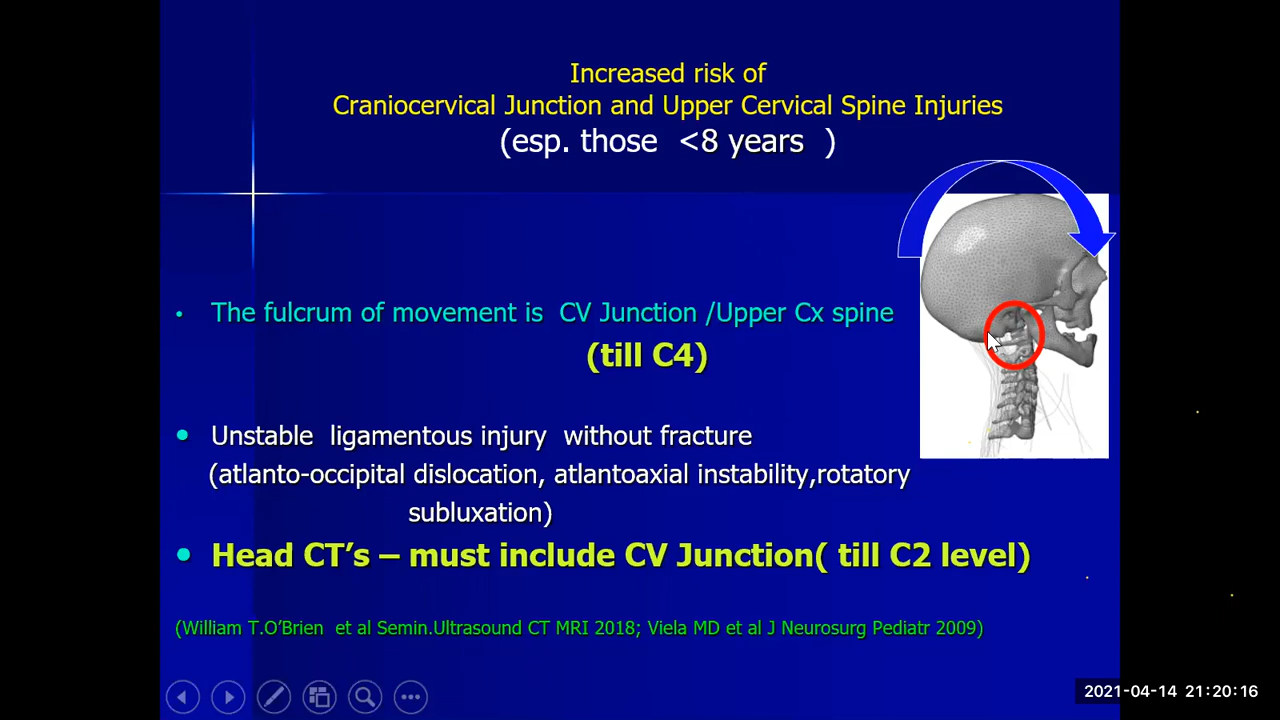 Increased risk of
Craniocervical Junction and Upper Cervical Spine Injuries
(esp. those <8 years )
• The fulcrum of movement is CV Junction /Upper Cx spine
(till C4)
• Unstable ligamentous injury without fracture
(atlanto-occipital dislocation, atlantoaxial instability,rotatory
subluxation)
• Head CT’s – must include CV Junction( till C2 level)
(William T.O’Brien et al Semin.Ultrasound CT MRI 2018; Viela MD et al J Neurosurg Pediatr 2009)
2021-04-14 21:20:16